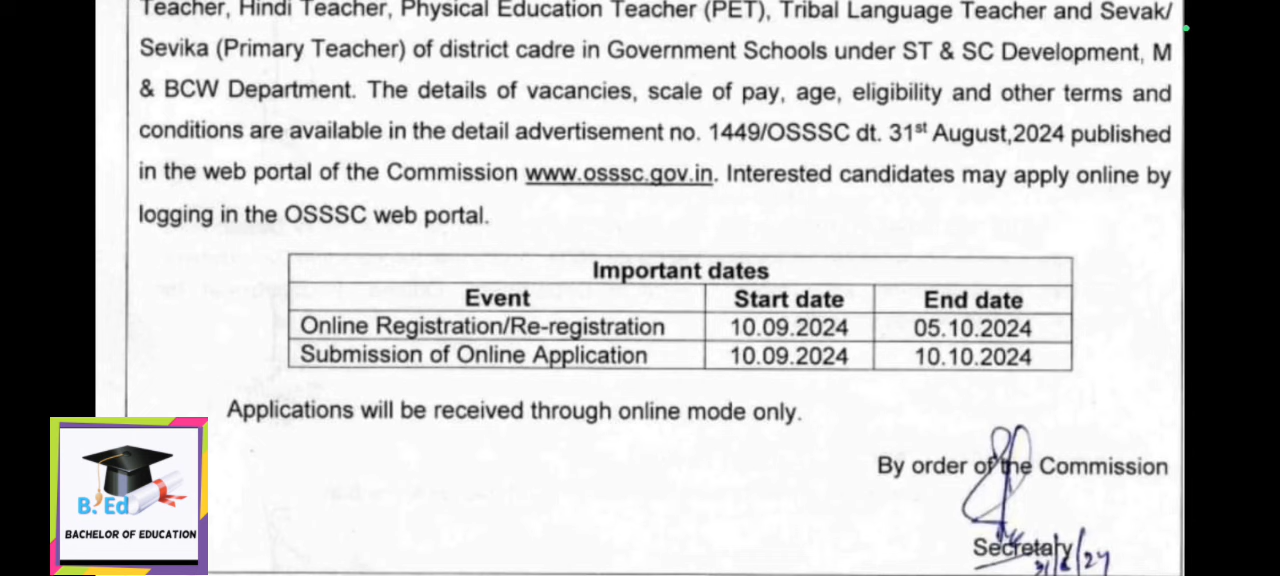 Teacher, Hindi Teacher, Physical Education Teacher (PET), Tribal Language Teacher and Sevak/
Sevika (Primary Teacher) of district cadre in Government Schools under ST & SC Development, M
& BCW Department. The details of vacancies, scale of pay, age, eligibility and other terms and
conditions are available in the detail advertisement no. 1449/OSSSC dt. 31st August,2024 published
in the web portal of the Commission www.osssc.gov.in. Interested candidates may apply online by
logging in the OSSSC web portal.
Important dates
Event Start date End date
Online Registration/Re-registration 10.09.2024 05.10.2024
Submission of Online Application 10.09.2024 10.10.2024
Applications will be received through online mode only.
By order of the Commission
Secretary
B.Ed
BACHELOR OF EDUCATION